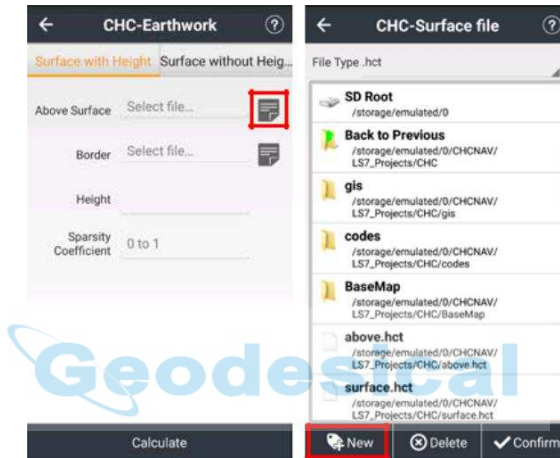 CHC-Earthwork
Surface with Height Surface without Heig...
Above Surface Select file...
Border Select file...
Height
Sparsity
Coefficient 0 to 1
Calculate
CHC-Surface file
File Type .hct
SD Root
/storage/emulated/0
Back to Previous
/storage/emulated/0/CHCNAV/
LS7_Projects/CHC
gis
/storage/emulated/0/CHCNAV/
LS7_Projects/CHC/gis
codes
/storage/emulated/0/CHCNAV/
LS7_Projects/CHC/codes
BaseMap
/storage/emulated/0/CHCNAV/
LS7_Projects/CHC/BaseMap
above.hct
/storage/emulated/0/CHCNAV/
LS7_Projects/CHC/above.hct
surface.hct
/storage/emulated/0/CHCNAV/
LS7_Projects/CHC/surface.hct
New Delete Confirm
Geodesical